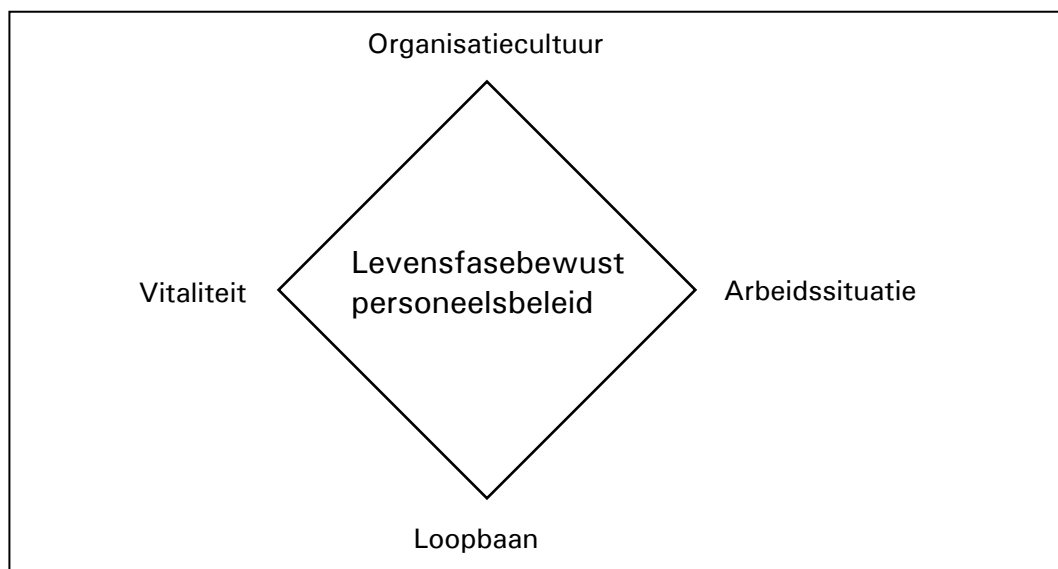 Organisatiecultuur
Levensfasebewust
personeelsbeleid
Vitaliteit
Arbeidssituatie
Loopbaan